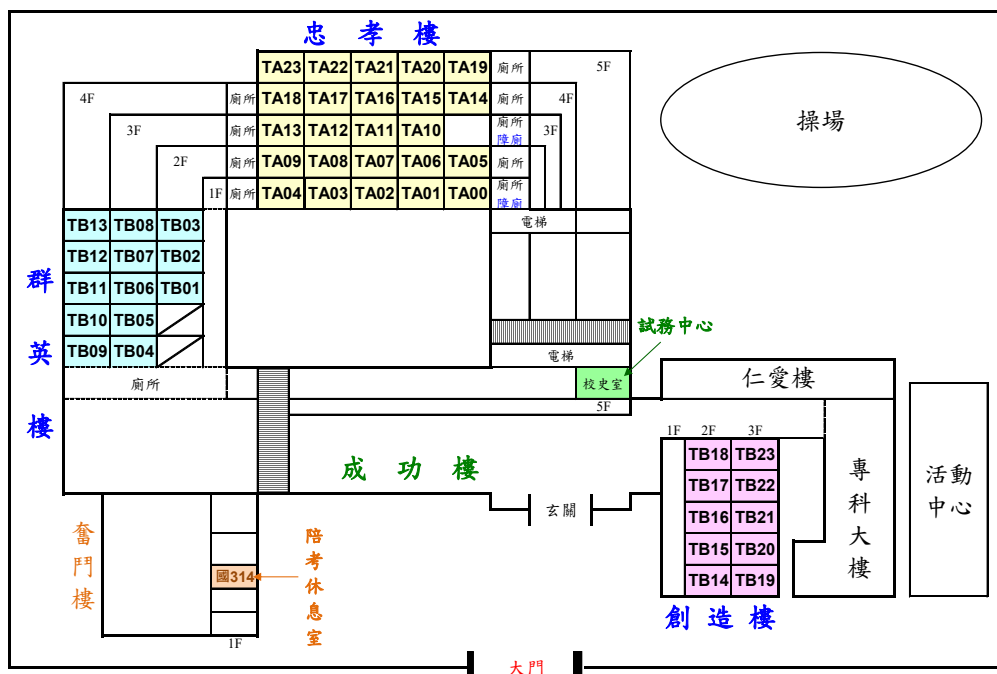 忠孝樓
TA23 TA22 TA21 TA20 TA19 廁所 5F
4F 廁所 TA18 TA17 TA16 TA15 TA14 廁所 4F
3F 廁所 TA13 TA12 TA11 TA10 廁所 障廁 3F
2F 廁所 TA09 TA08 TA07 TA06 TA05 廁所
1F 廁所 TA04 TA03 TA02 TA01 TA00 廁所 障廁
操場
群英樓
TB13 TB08 TB03
TB12 TB07 TB02
TB11 TB06 TB01
TB10 TB05
TB09 TB04
廁所
電梯
電梯
試務中心
校史室
5F
仁愛樓
成功樓
玄關
1F 2F 3F
TB18 TB23
TB17 TB22
TB16 TB21
TB15 TB20
TB14 TB19
創造樓
專科大樓
活動中心
奮鬥樓
國314
陪考休息室
1F
大門